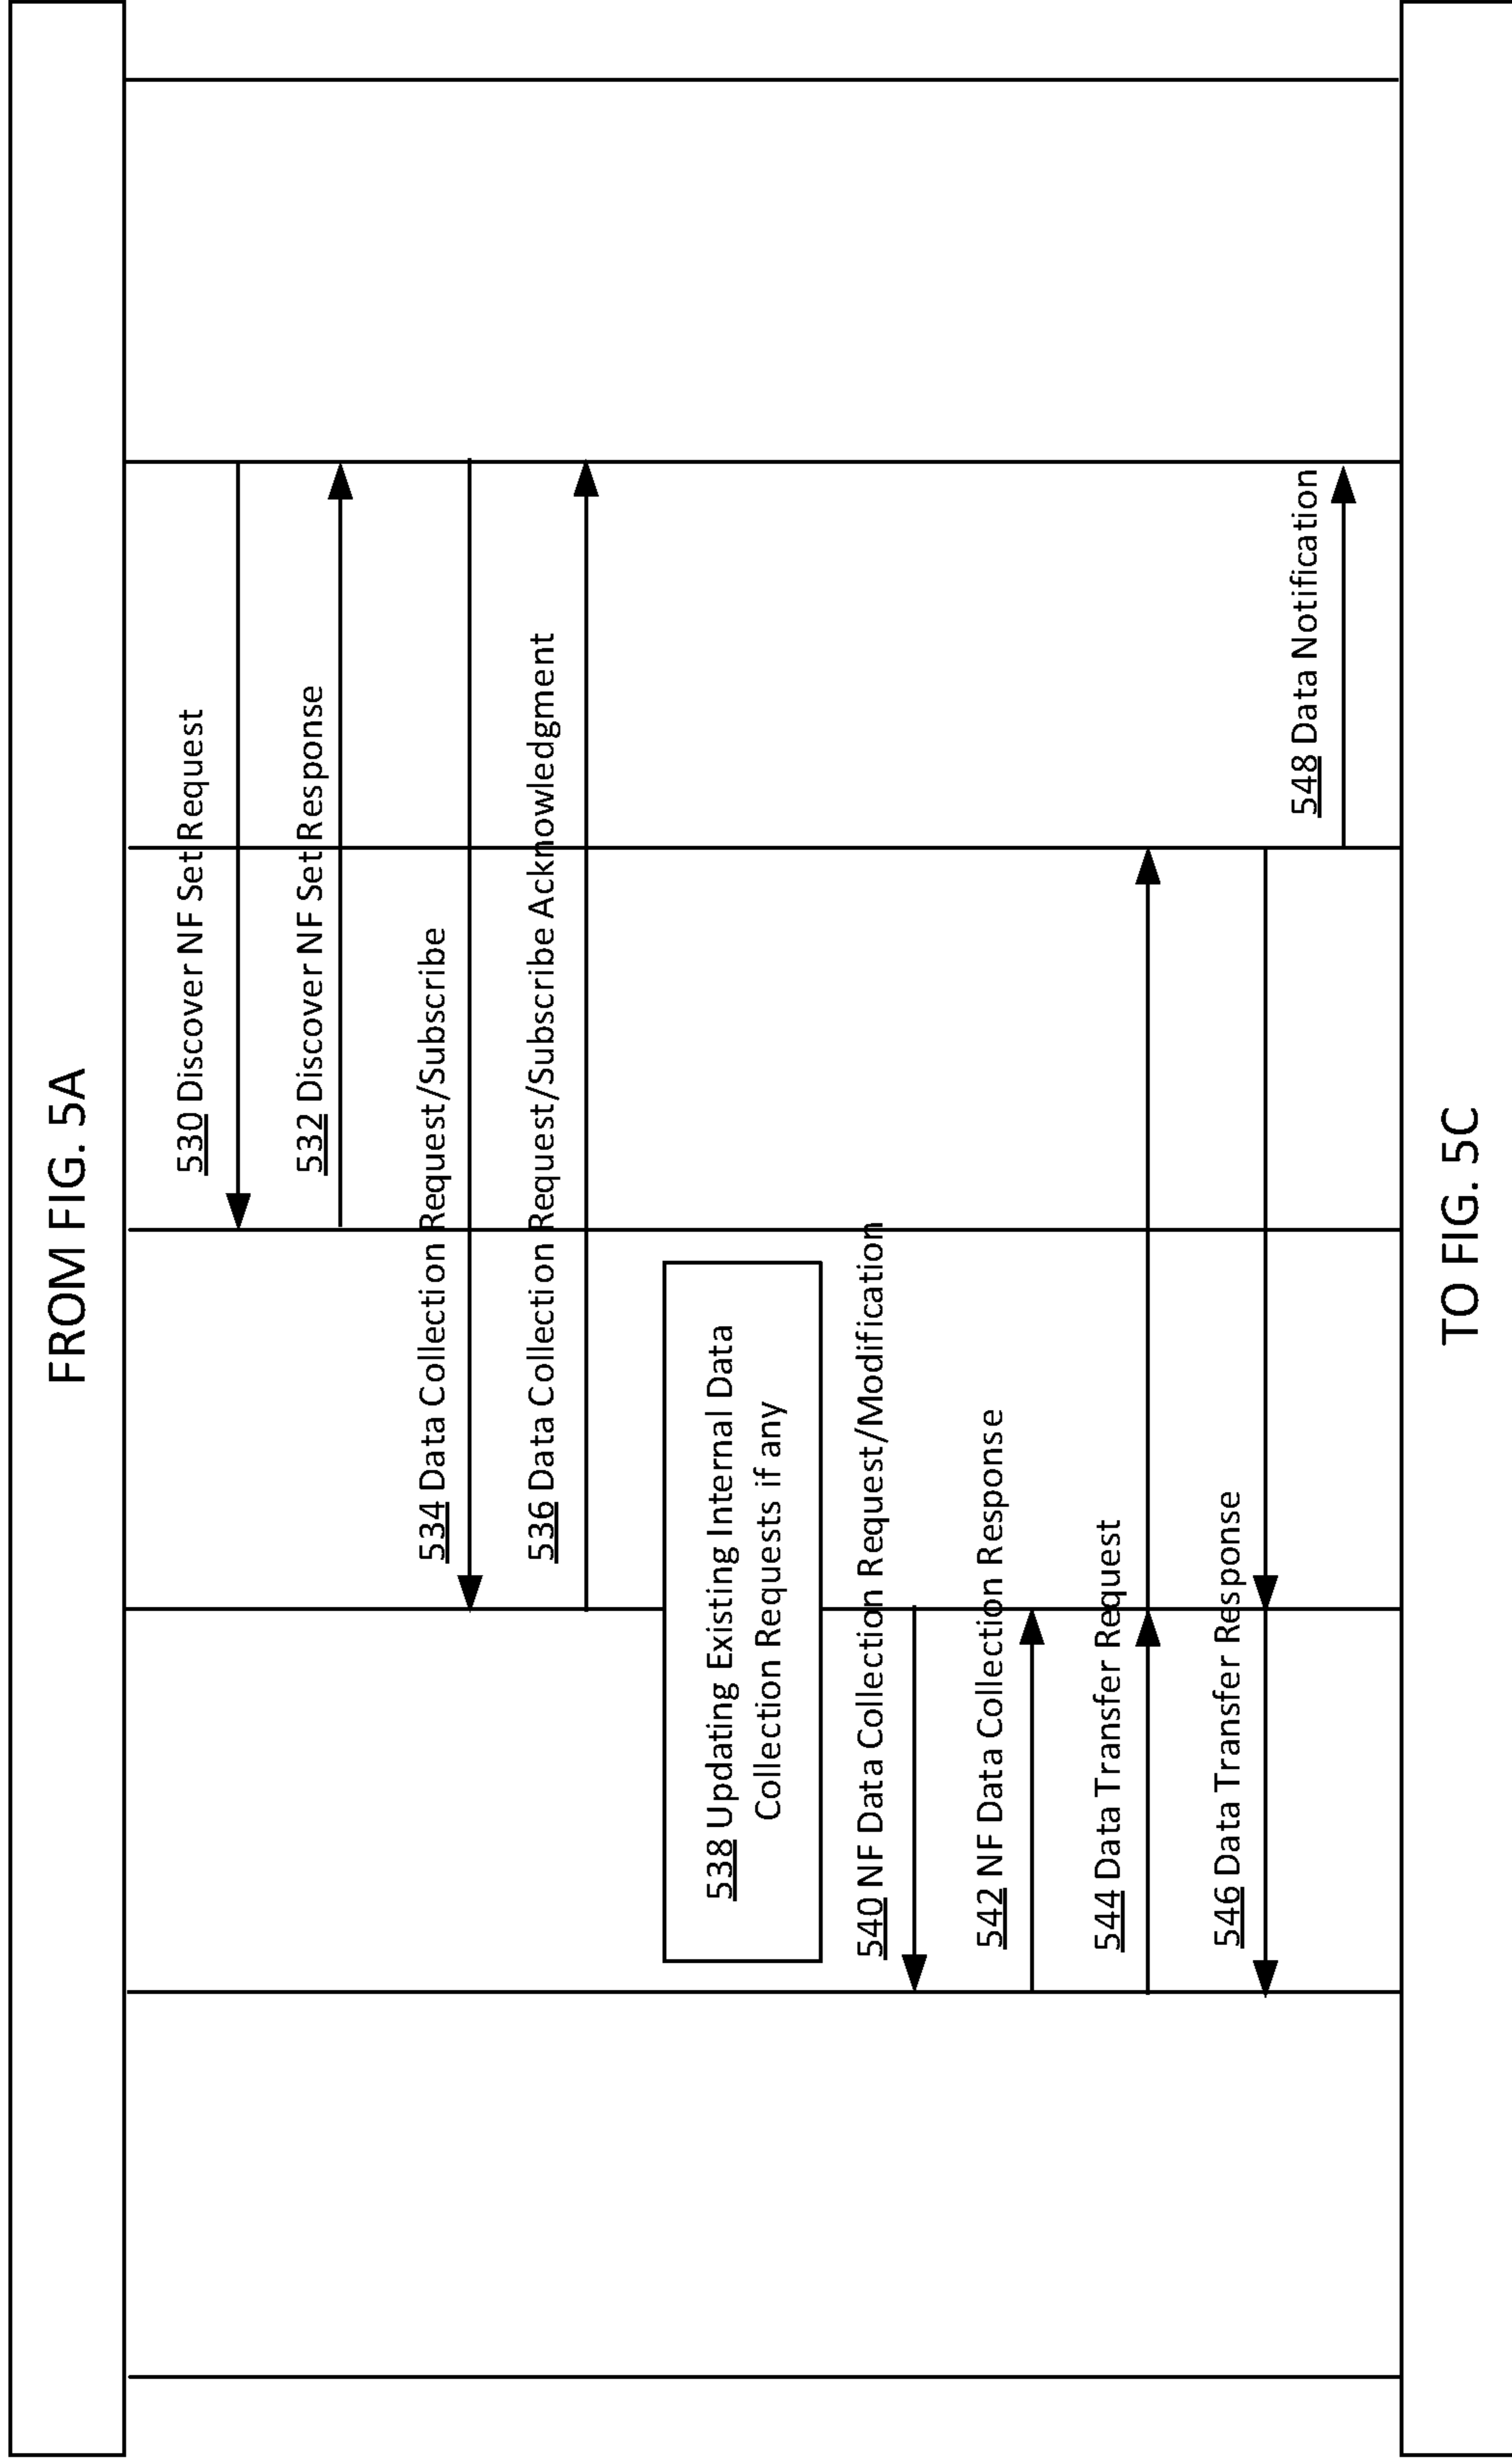 FROM FIG. 5A
530 Discover NF Set Request
532 Discover NF Set Response
534 Data Collection Request/Subscribe
536 Data Collection Request/Subscribe Acknowledgment
538 Updating Existing Internal Data
Collection Requests if any
540 NF Data Collection Request/Modification
542 NF Data Collection Response
544 Data Transfer Request
546 Data Transfer Response
548 Data Notification
TO FIG. 5C